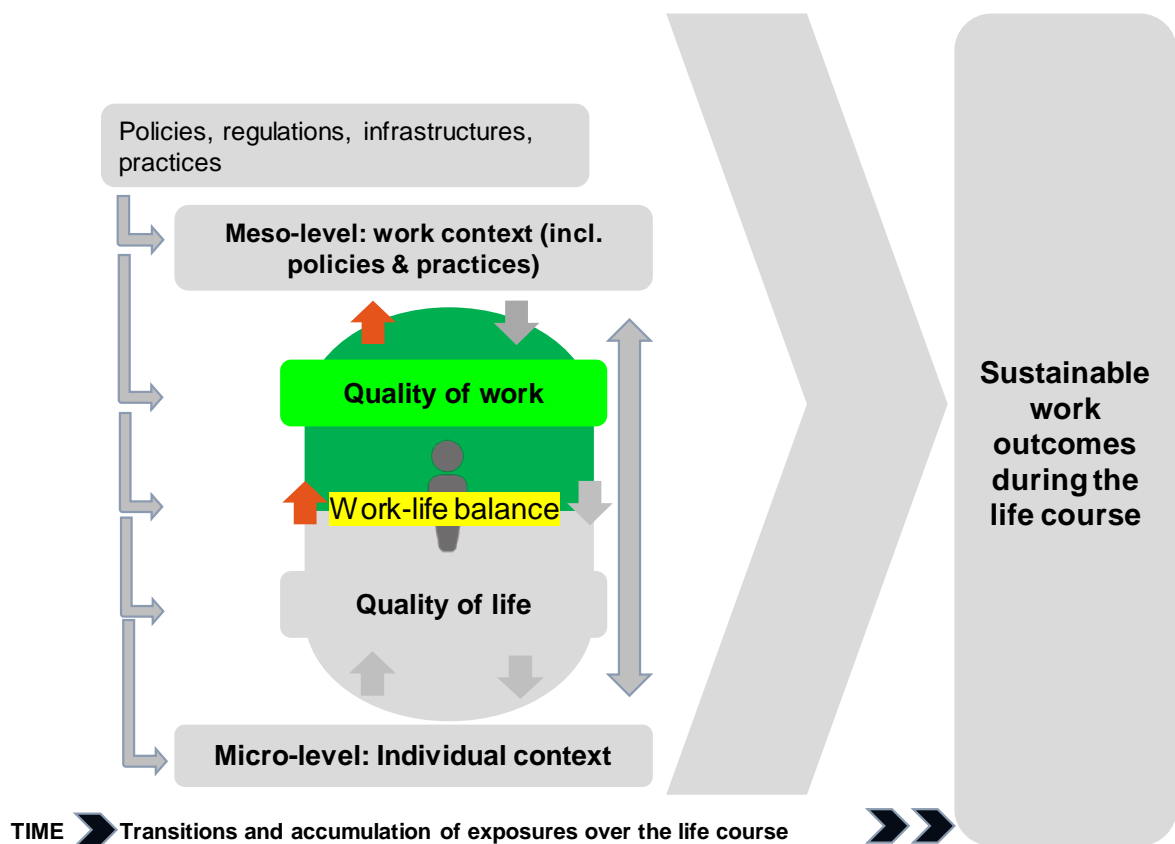 Policies, regulations, infrastructures,
practices
Meso-level: work context (incl.
policies & practices)
Quality of work
Work-life balance
Quality of life
Micro-level: Individual context
Sustainable
work
outcomes
during the
life course
TIME Transitions and accumulation of exposures over the life course